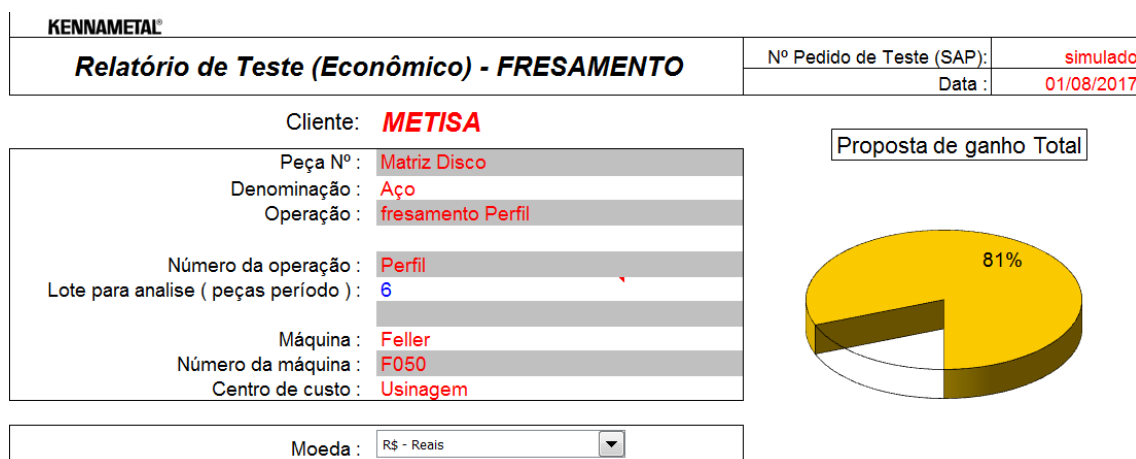 KENNAMETAL®
Relatório de Teste (Econômico) - FRESAMENTO
Nº Pedido de Teste (SAP): simulado
Data : 01/08/2017
Cliente: METISA
Proposta de ganho Total
Peça Nº : Matriz Disco
Denominação : Aço
Operação : fresamento Perfil
Número da operação : Perfil
Lote para analise ( peças período ) : 6
Máquina : Feller
Número da máquina : F050
Centro de custo : Usinagem
81%
Moeda : R$ - Reais